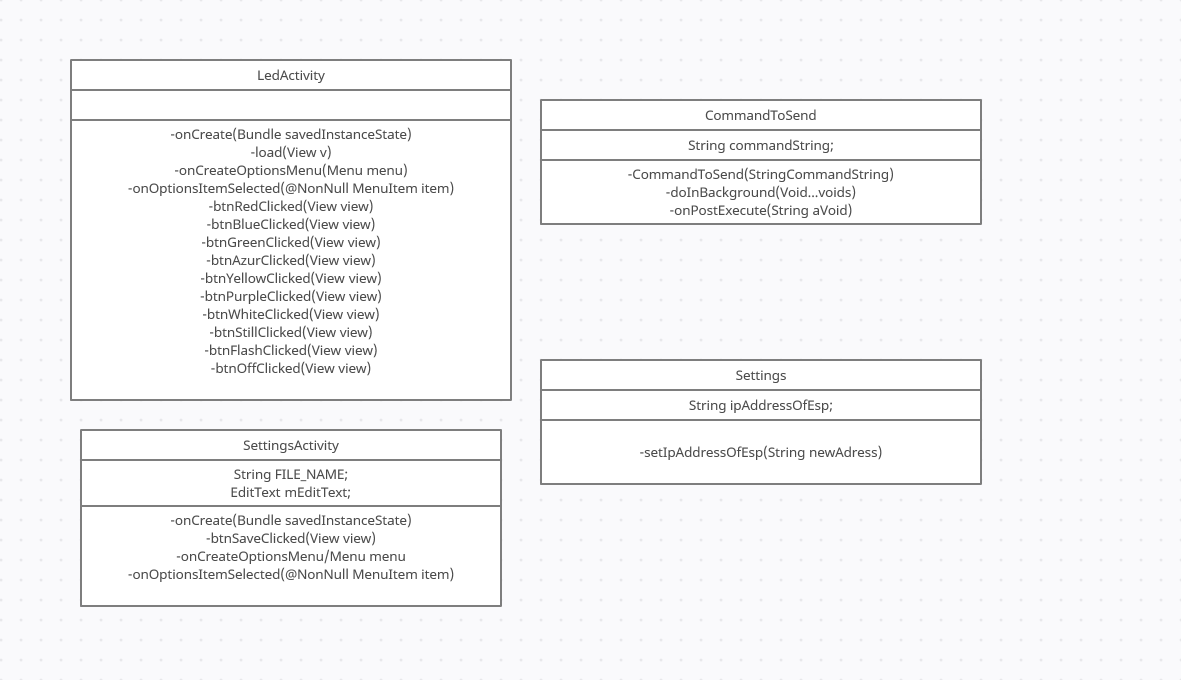 LedActivity
-onCreate(Bundle savedInstanceState)
-load(View v)
-onCreateOptionsMenu(Menu menu)
-onOptionsItemSelected(@NonNull MenuItem item)
-btnRedClicked(View view)
-btnBlueClicked(View view)
-btnGreenClicked(View view)
-btnAzurClicked(View view)
-btnYellowClicked(View view)
-btnPurpleClicked(View view)
-btnWhiteClicked(View view)
-btnStillClicked(View view)
-btnFlashClicked(View view)
-btnOffClicked(View view)
CommandToSend
String commandString;
-CommandToSend(StringCommandString)
-doInBackground(Void...voids)
-onPostExecute(String aVoid)
SettingsActivity
String FILE_NAME;
EditText mEditText;
-onCreate(Bundle savedInstanceState)
-btnSaveClicked(View view)
-onCreateOptionsMenu/Menu menu
-onOptionsItemSelected(@NonNull MenuItem item)
Settings
String ipAddressOfEsp;
-setIpAddressOfEsp(String newAdress)